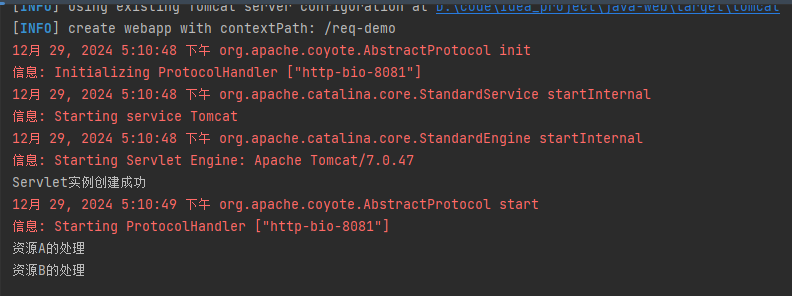 [INFO] Using existing Tomcat server configuration at D:\code\idea_project\java-web\target\tomcat
[INFO] create webapp with contextPath: /req-demo
12月 29, 2024 5:10:48 下午 org.apache.coyote.AbstractProtocol init
信息: Initializing ProtocolHandler ["http-bio-8081"]
12月 29, 2024 5:10:48 下午 org.apache.catalina.core.StandardService startInternal
信息: Starting service Tomcat
12月 29, 2024 5:10:48 下午 org.apache.catalina.core.StandardEngine startInternal
信息: Starting Servlet Engine: Apache Tomcat/7.0.47
Servlet实例创建成功
12月 29, 2024 5:10:49 下午 org.apache.coyote.AbstractProtocol start
信息: Starting ProtocolHandler ["http-bio-8081"]
资源A的处理
资源B的处理